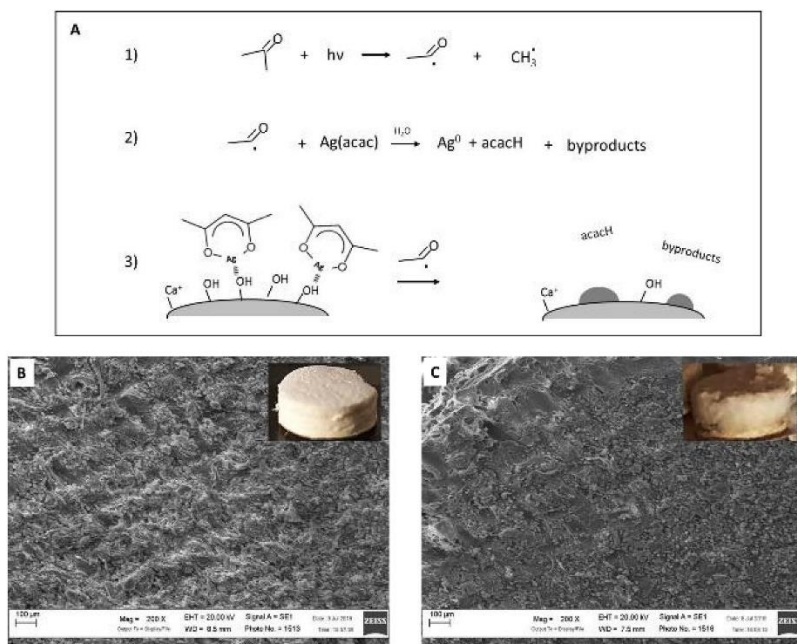 A
1) O + hν O + CH₃•
2) O + Ag(acac) H₂O Ag⁰ + acacH + byproducts
3) O O Ag O O Ag O acacH byproducts
Ca⁺ OH OH OH OH Ca⁺ OH
B
100 µm Mag = 200 X EHT = 20.00 kV Signal A = SE1 ZEISS
WD = 8.5 mm Photo No. = 1513
C
100 µm Mag = 200 X EHT = 20.00 kV Signal A = SE1 ZEISS
WD = 7.5 mm Photo No. = 1516